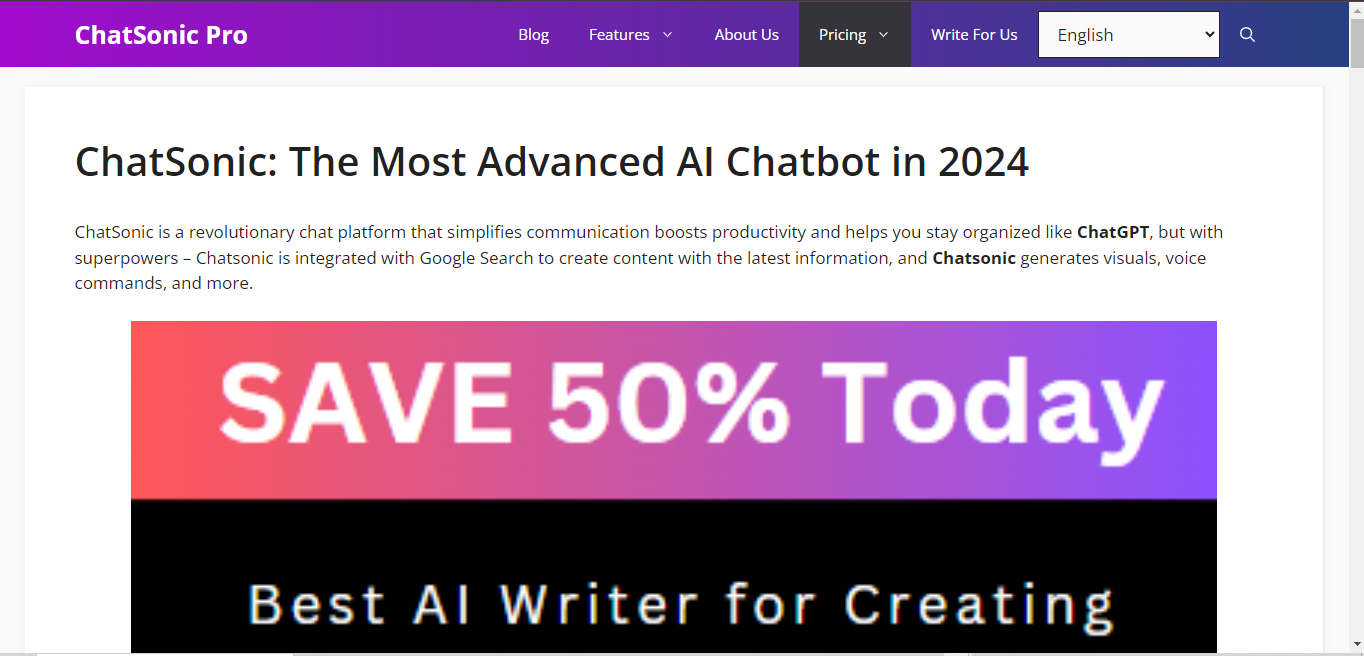 ChatSonic Pro
Blog
Features
About Us
Pricing
Write For Us
English
ChatSonic: The Most Advanced AI Chatbot in 2024
ChatSonic is a revolutionary chat platform that simplifies communication boosts productivity and helps you stay organized like ChatGPT, but with
superpowers – Chatsonic is integrated with Google Search to create content with the latest information, and Chatsonic generates visuals, voice
commands, and more.
SAVE 50% Today
Best AI Writer for Creating